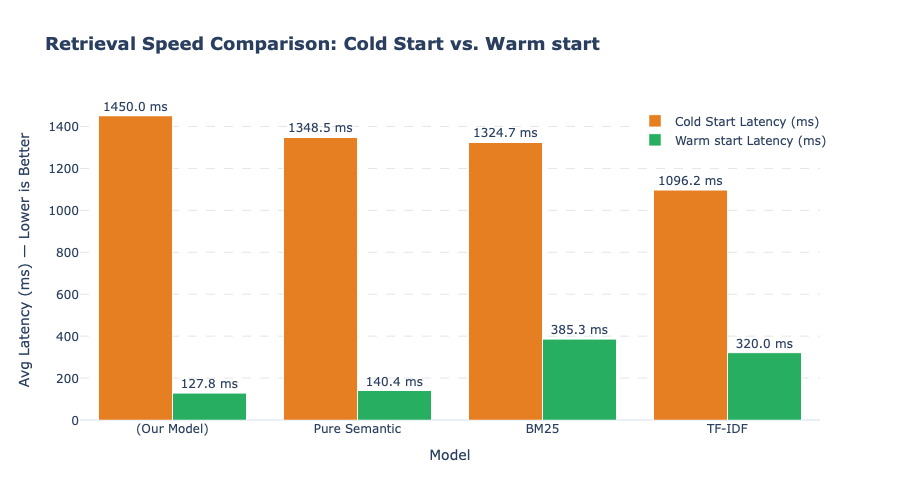 Retrieval Speed Comparison: Cold Start vs. Warm start
Cold Start Latency (ms)
Warm start Latency (ms)
Avg Latency (ms) — Lower is Better
1400
1200
1000
800
600
400
200
0
1450.0 ms
1348.5 ms
1324.7 ms
1096.2 ms
127.8 ms
140.4 ms
385.3 ms
320.0 ms
(Our Model)
Pure Semantic
BM25
TF-IDF
Model